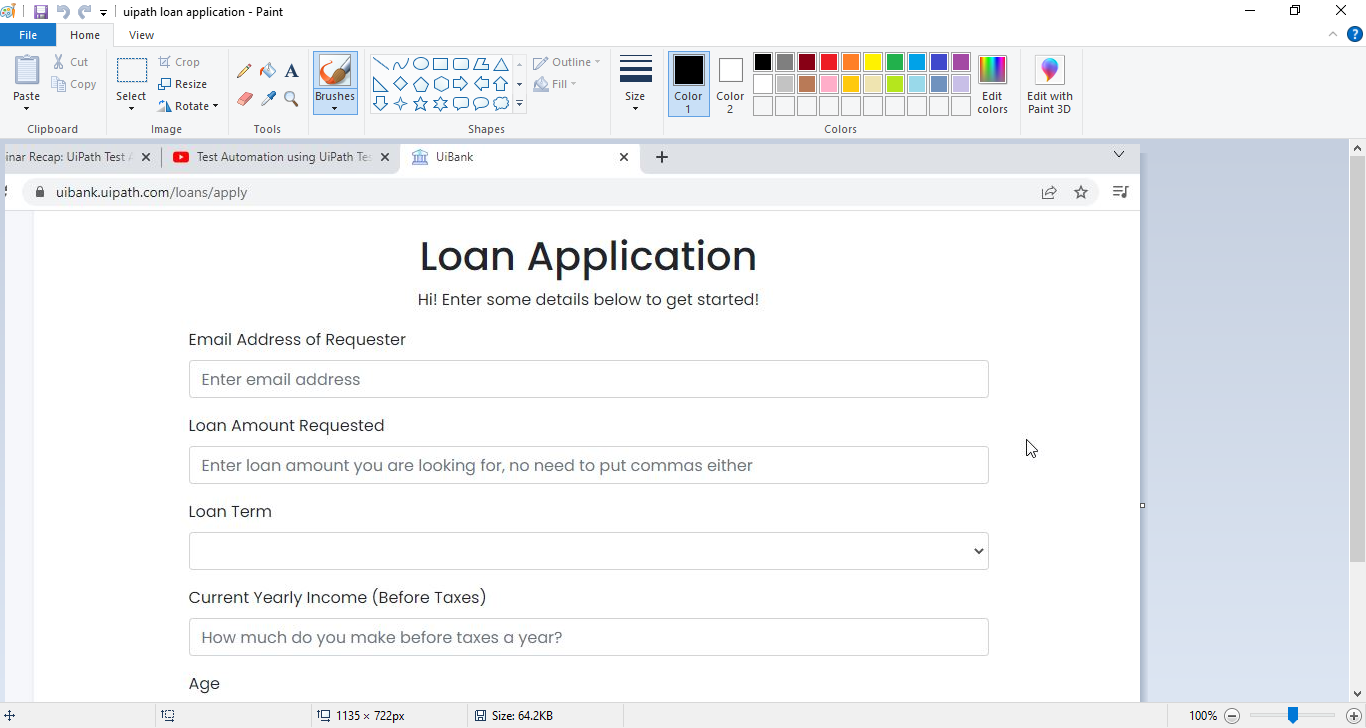 uipath loan application - Paint
File Home View
Paste Cut Copy
Clipboard
Select Crop Resize Rotate
Image
A
Tools
Brushes
Outline Fill
Shapes
Size
Color 1 Color 2
Edit colors
Colors
Edit with Paint 3D
inar Recap: UiPath Test Test Automation using UiPath Te UiBank
uibank.uipath.com/loans/apply
Loan Application
Hi! Enter some details below to get started!
Email Address of Requester
Enter email address
Loan Amount Requested
Enter loan amount you are looking for, no need to put commas either
Loan Term
Current Yearly Income (Before Taxes)
How much do you make before taxes a year?
Age
1135 × 722px Size: 64.2KB 100%